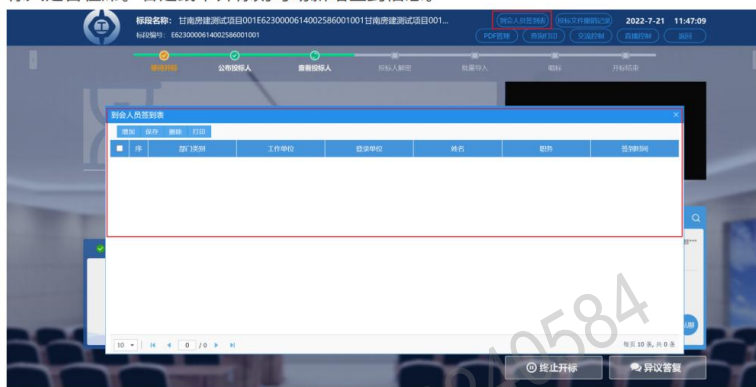 标段名称： 甘南房建测试项目001E6230000614002586001001甘南房建测试项目001...
到会人员签到表 投标文件撤回记录 2022-7-21 11:47:09
标段编号： E6230000614002586001001
PDF管理 查询打印 交流控制 直播控制 返回
公布投标人 查看投标人 投标人解密 批量导入 唱标 开标结束
到会人员签到表
增加 保存 删除 打印
序 部门类别 工作单位 登录单位 姓名 职务 签到时间
10 0 / 0 每页 10 条, 共 0 条
终止开标 异议答复